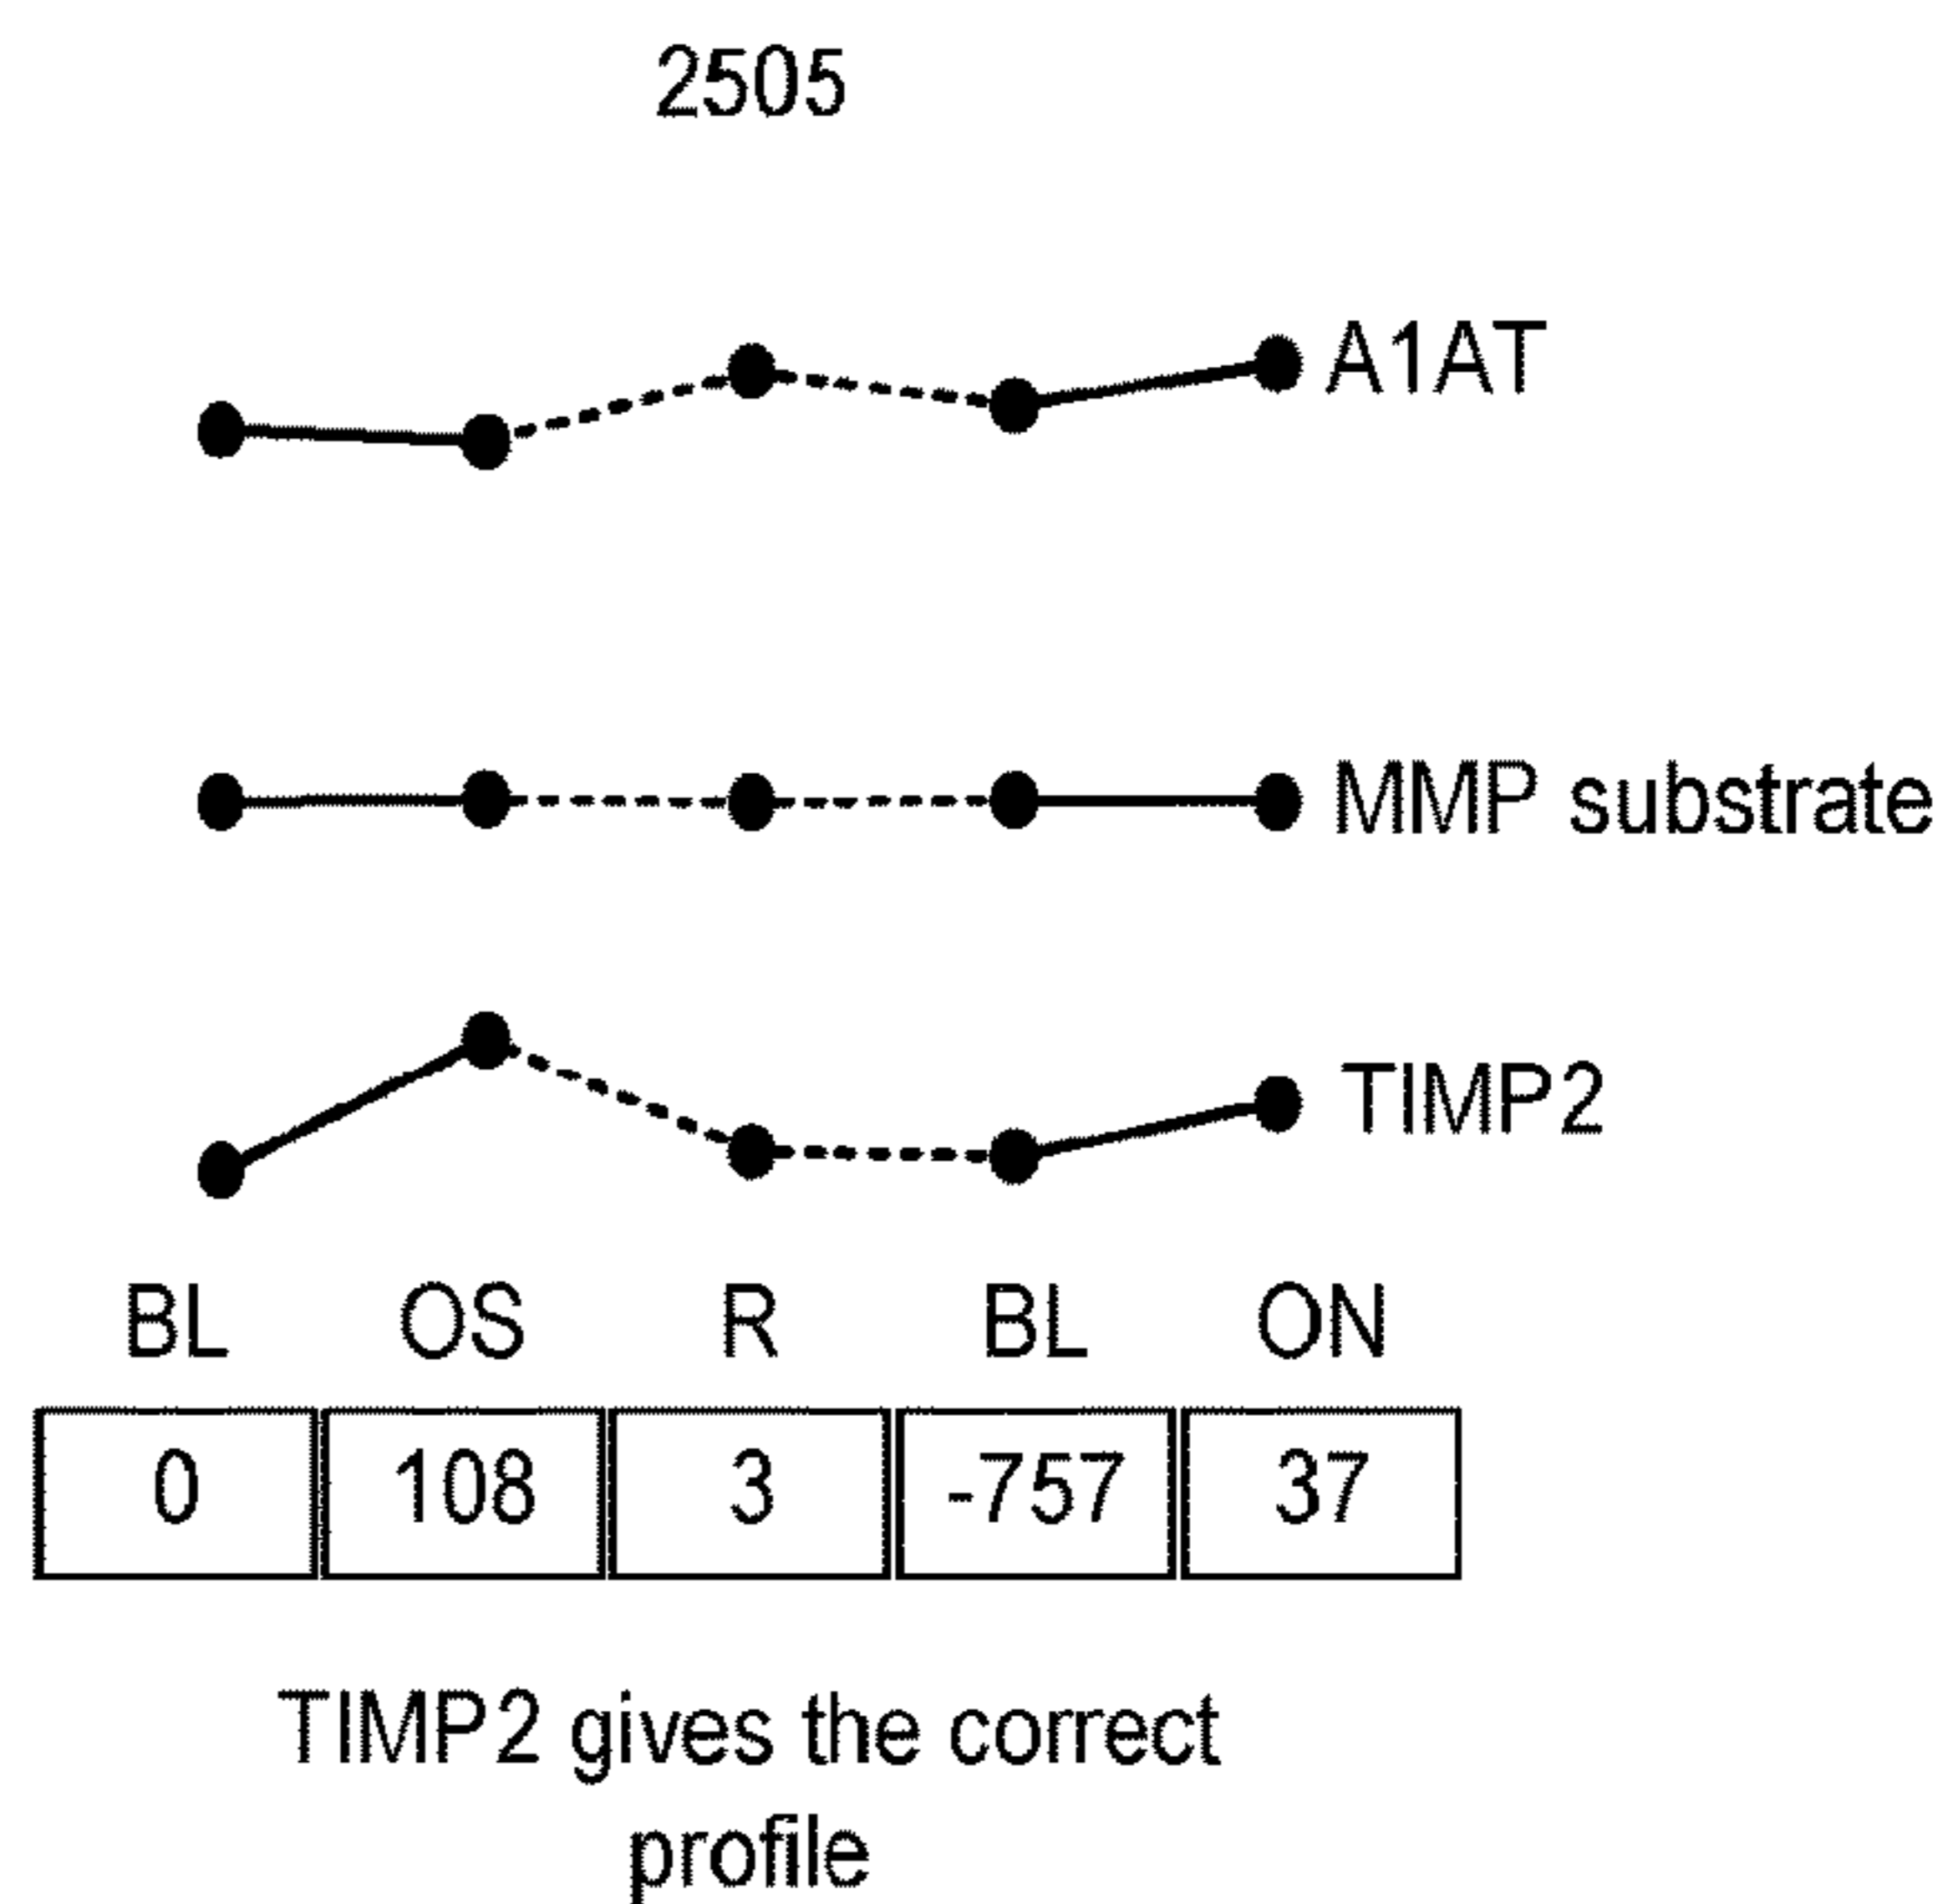 2505
A1AT
MMP substrate
TIMP2
BL OS R BL ON
0 108 3 -757 37
TIMP2 gives the correct
profile